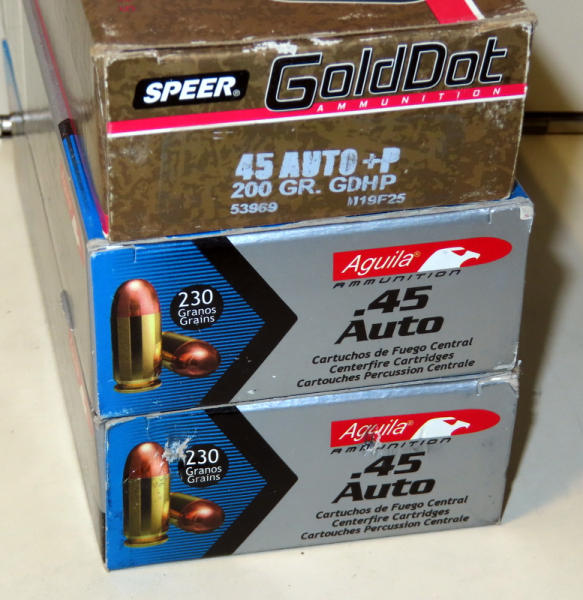 SPEER® GoldDot
AMMUNITION
45 AUTO +P
200 GR. GDHP
53969 M19F25
Aguila®
AMMUNITION
.45
Auto
230
Granos
Grains
Cartuchos de Fuego Central
Centerfire Cartridges
Cartouches Percussion Centrale
Aguila®
AMMUNITION
.45
Auto
230
Granos
Grains
Cartuchos de Fuego Central
Centerfire Cartridges
Cartouches Percussion Centrale